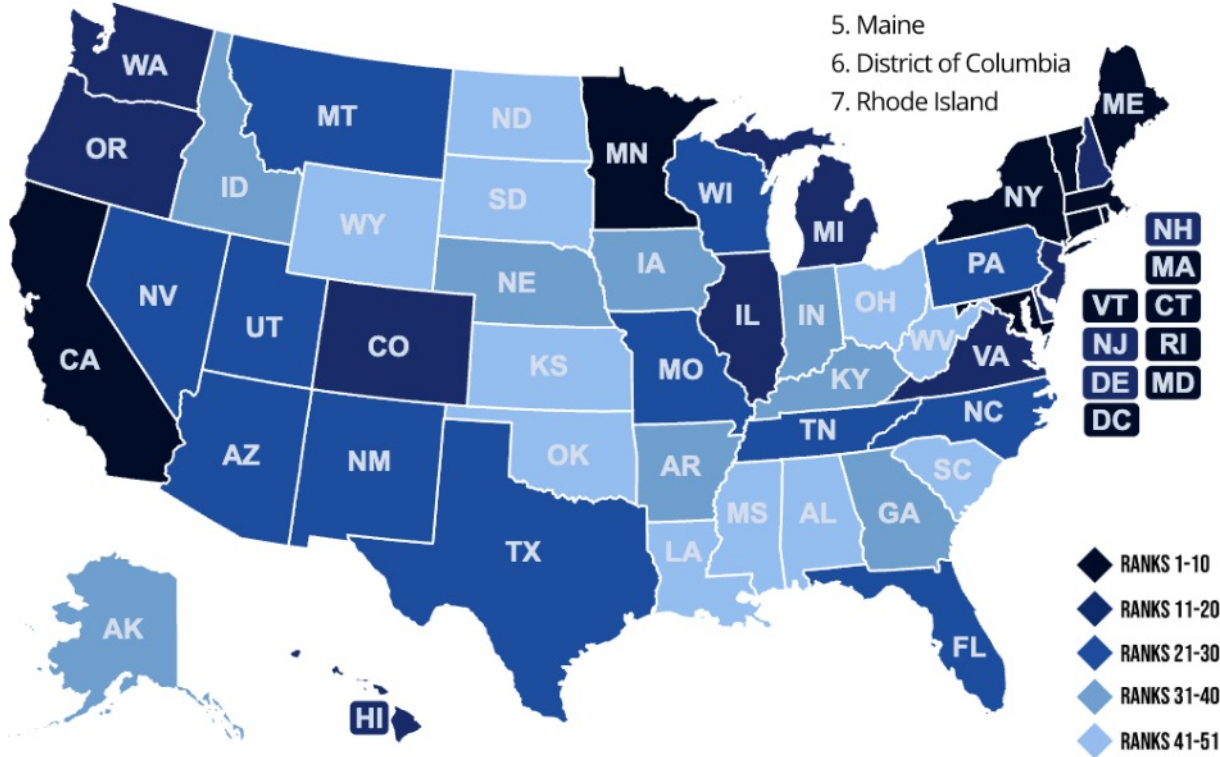 5. Maine
6. District of Columbia
7. Rhode Island
WA
MT
ND
MN
ME
OR
ID
SD
WI
NY
WY
MI
NH
IA
PA
MA
NE
OH
NV
IL
IN
VT
CT
UT
WV
CO
VA
NJ
RI
CA
KS
MO
KY
DE
MD
NC
DC
TN
AZ
NM
OK
AR
SC
MS
AL
GA
TX
LA
RANKS 1-10
RANKS 11-20
AK
FL
RANKS 21-30
RANKS 31-40
HI
RANKS 41-51